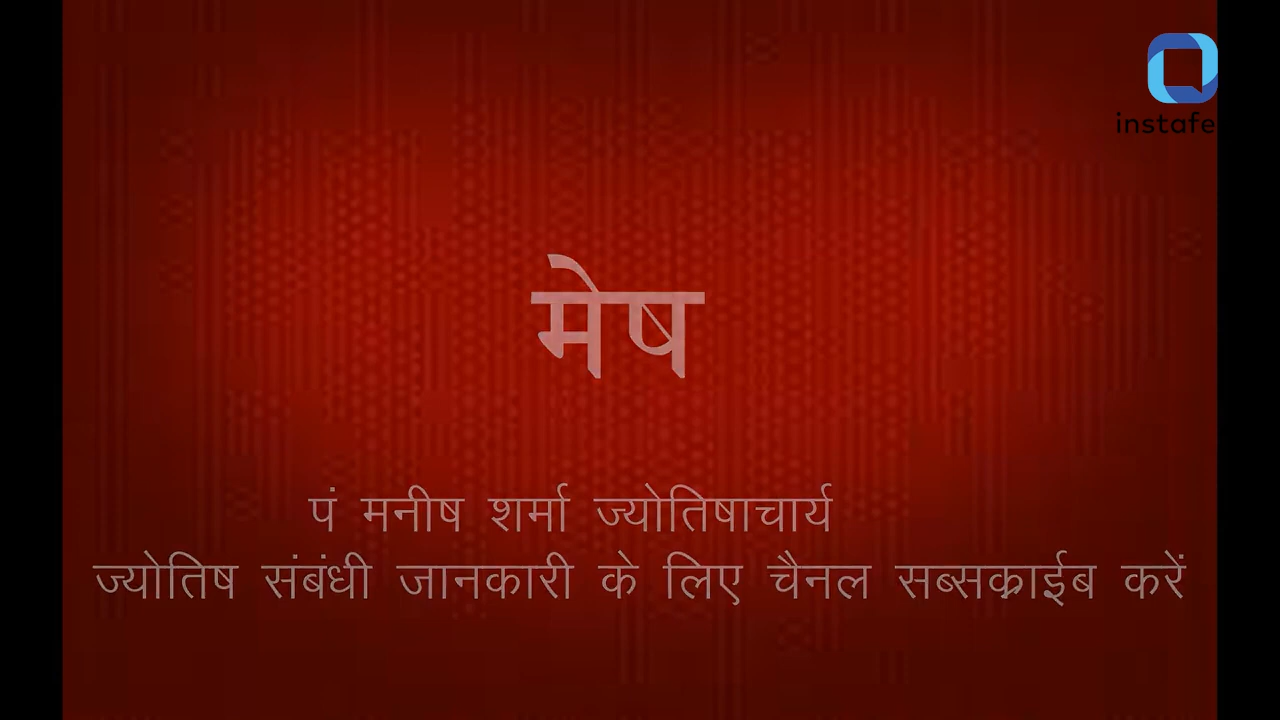 instafe
मेष
पं मनीष शर्मा ज्योतिषाचार्य
ज्योतिष संबंधी जानकारी के लिए चैनल सब्सक्राईब करें